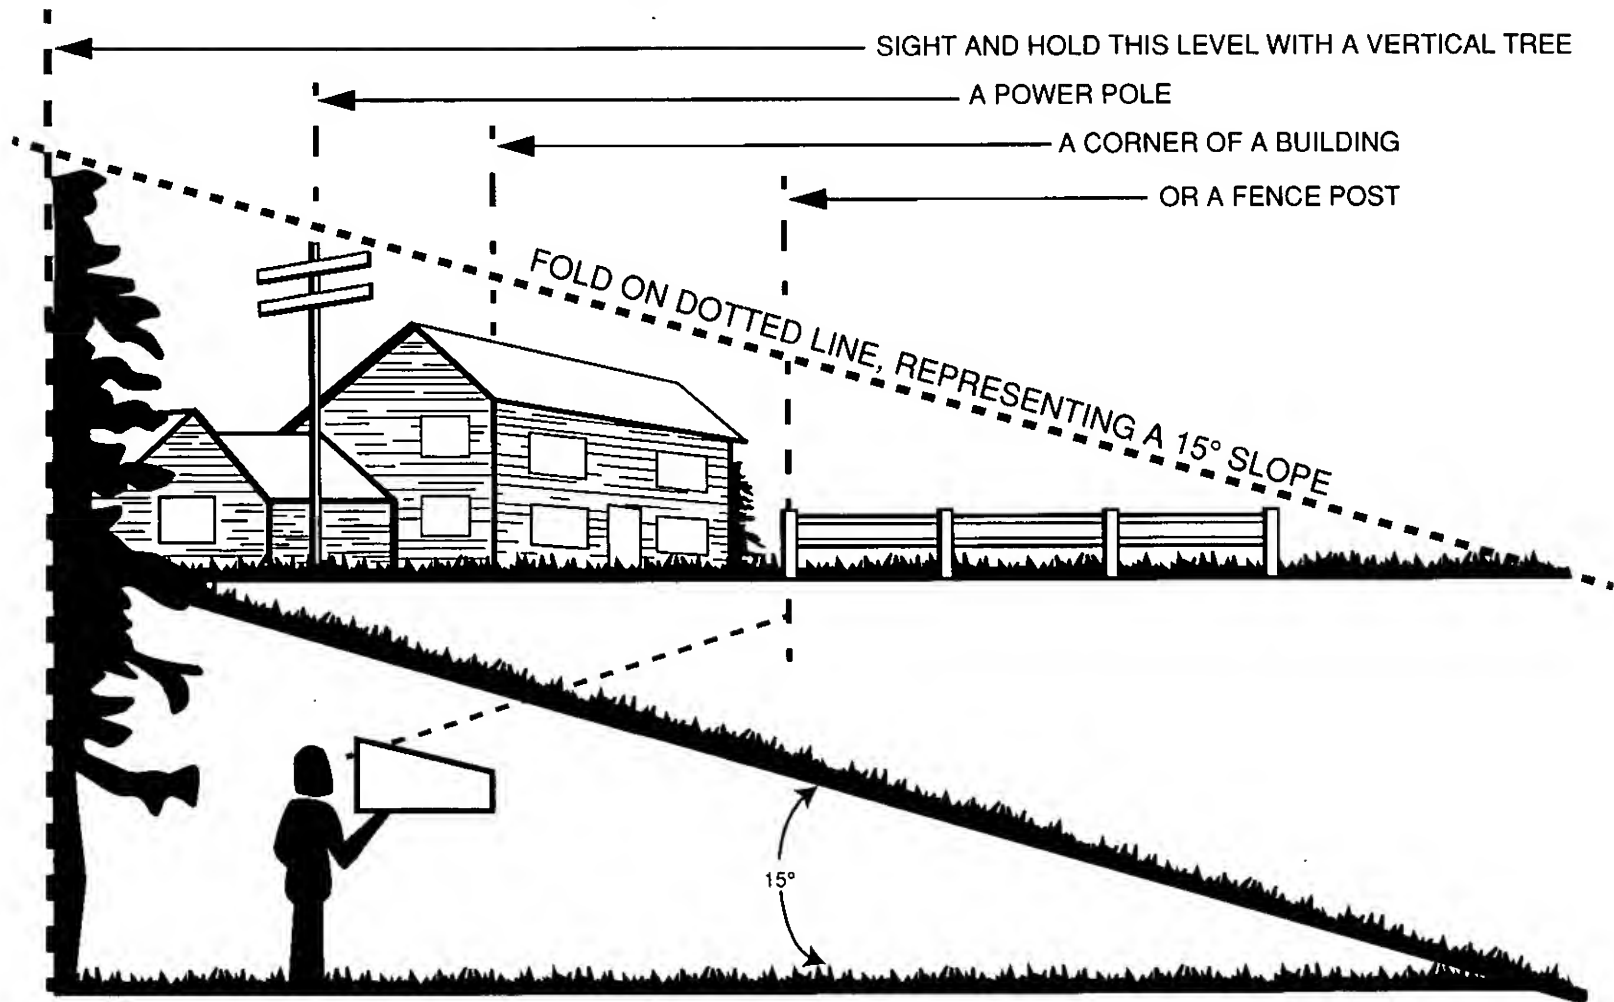 SIGHT AND HOLD THIS LEVEL WITH A VERTICAL TREE
A POWER POLE
A CORNER OF A BUILDING
OR A FENCE POST
FOLD ON DOTTED LINE, REPRESENTING A 15° SLOPE
15°